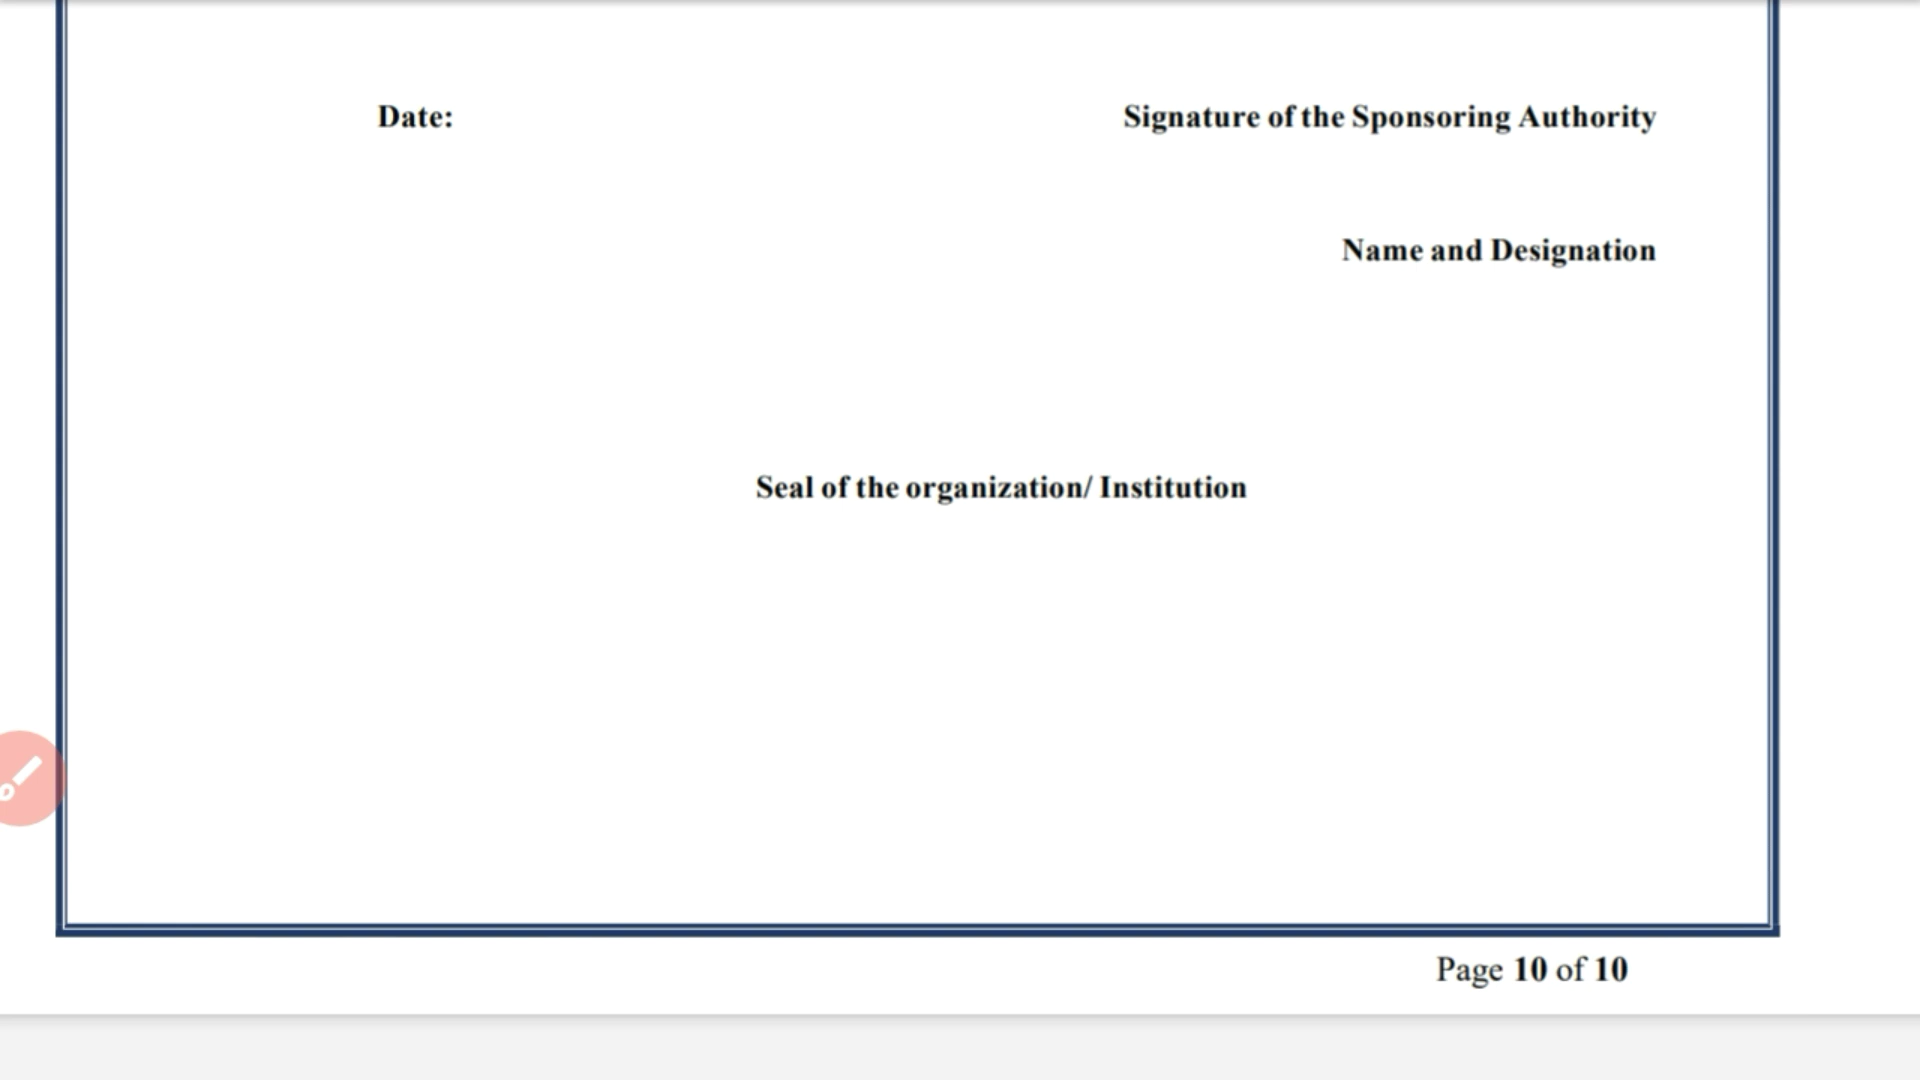 Date: Signature of the Sponsoring Authority
Name and Designation
Seal of the organization/ Institution
Page 10 of 10